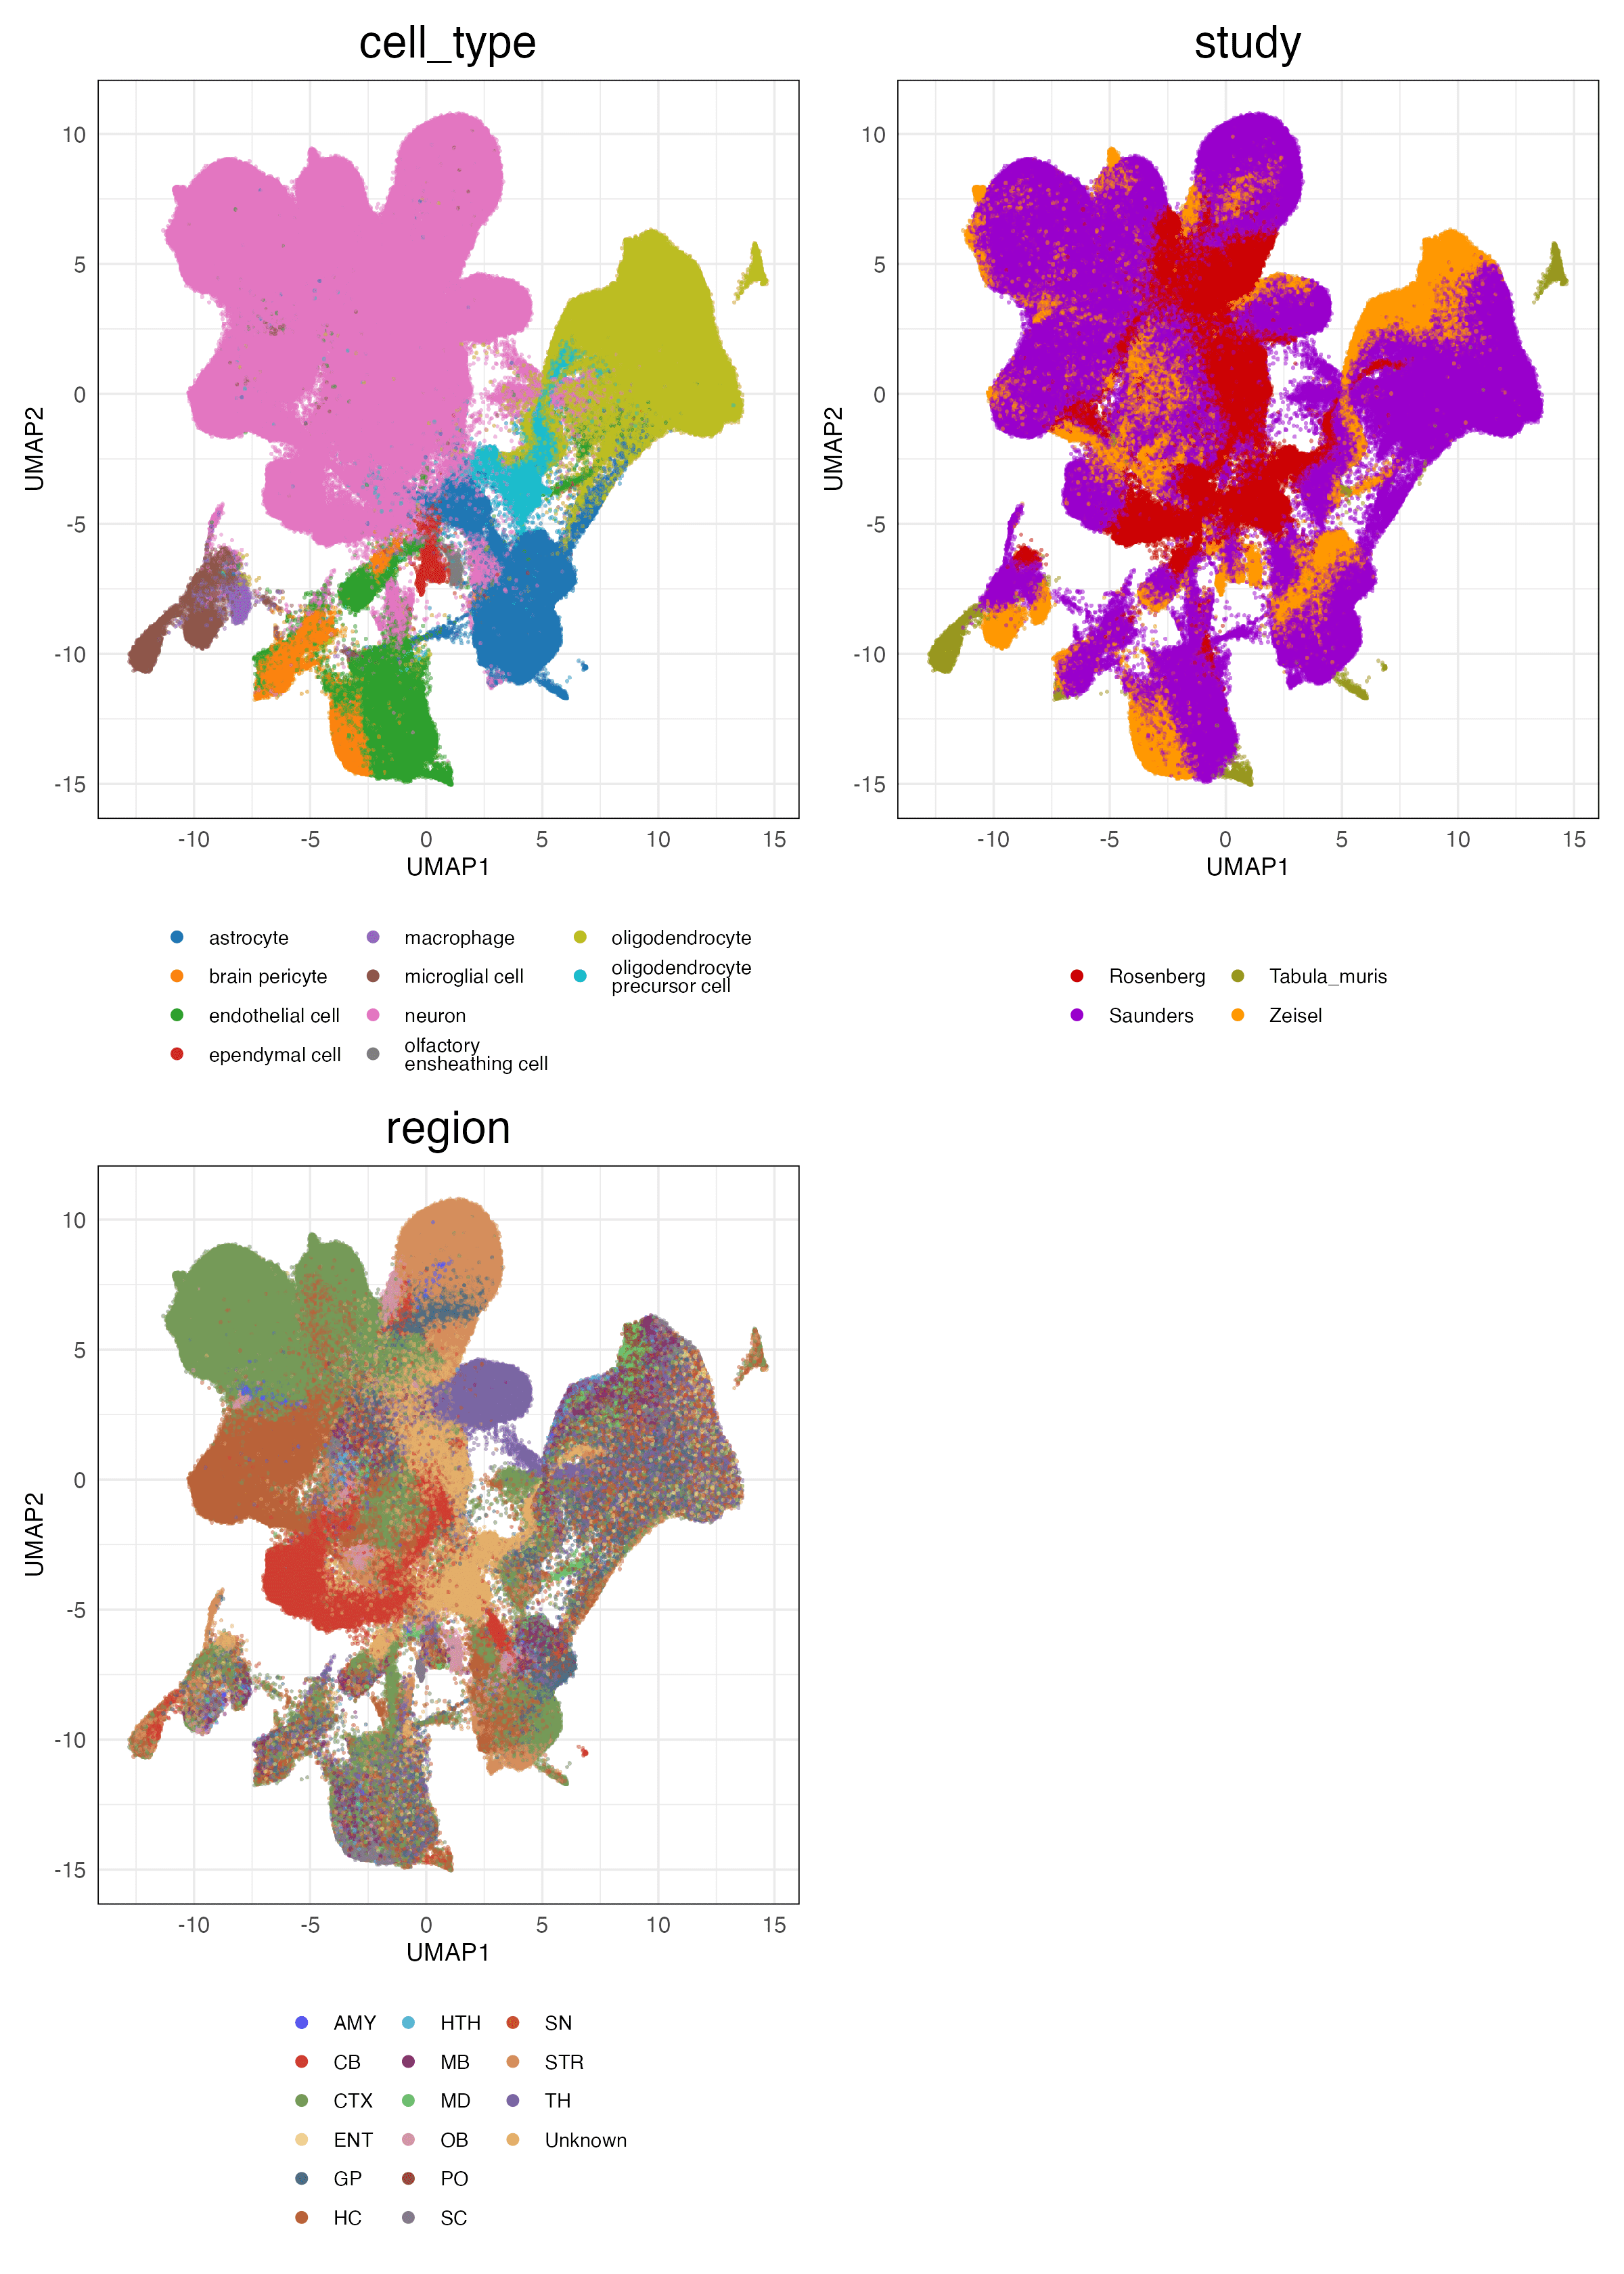 cell_type
study
10
5
0
-5
-10
-15
UMAP2
-10 -5 0 5 10 15
UMAP1
10
5
0
-5
-10
-15
UMAP2
-10 -5 0 5 10 15
UMAP1
astrocyte
brain pericyte
endothelial cell
ependymal cell
macrophage
microglial cell
neuron
olfactory
ensheathing cell
oligodendrocyte
oligodendrocyte
precursor cell
Rosenberg
Saunders
Tabula_muris
Zeisel
region
10
5
0
-5
-10
-15
UMAP2
-10 -5 0 5 10 15
UMAP1
AMY
CB
CTX
ENT
GP
HC
HTH
MB
MD
OB
PO
SC
SN
STR
TH
Unknown